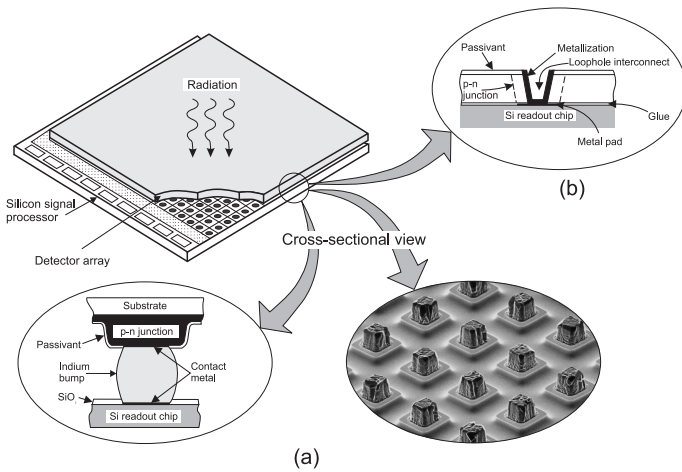 Radiation
Silicon signal
processor
Detector array
Cross-sectional view
Passivant
Metallization
Loophole interconnect
p-n
junction
Si readout chip
Glue
Metal pad
(b)
Substrate
p-n junction
Passivant
Indium
bump
Contact
metal
SiO
Si readout chip
(a)